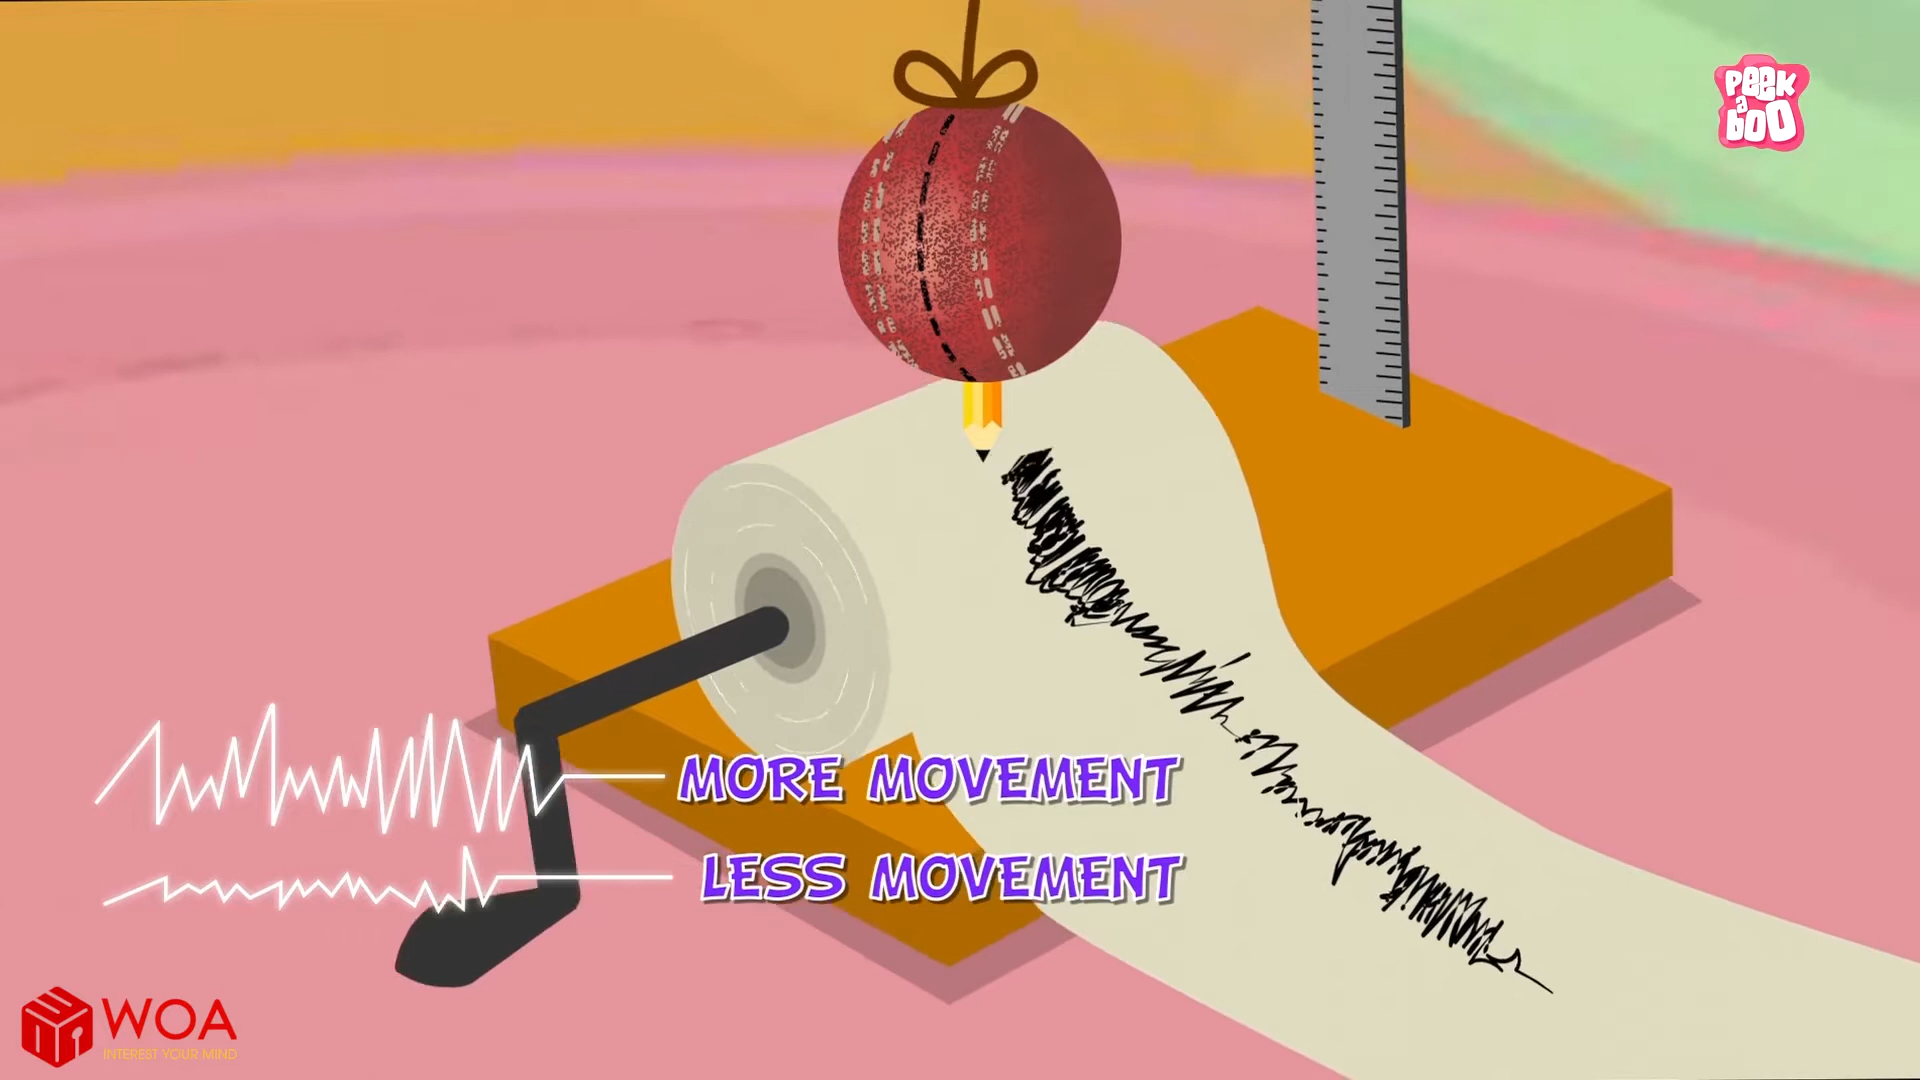 PEEK
a
boo
MORE MOVEMENT
LESS MOVEMENT
WOA
INTEREST YOUR MIND